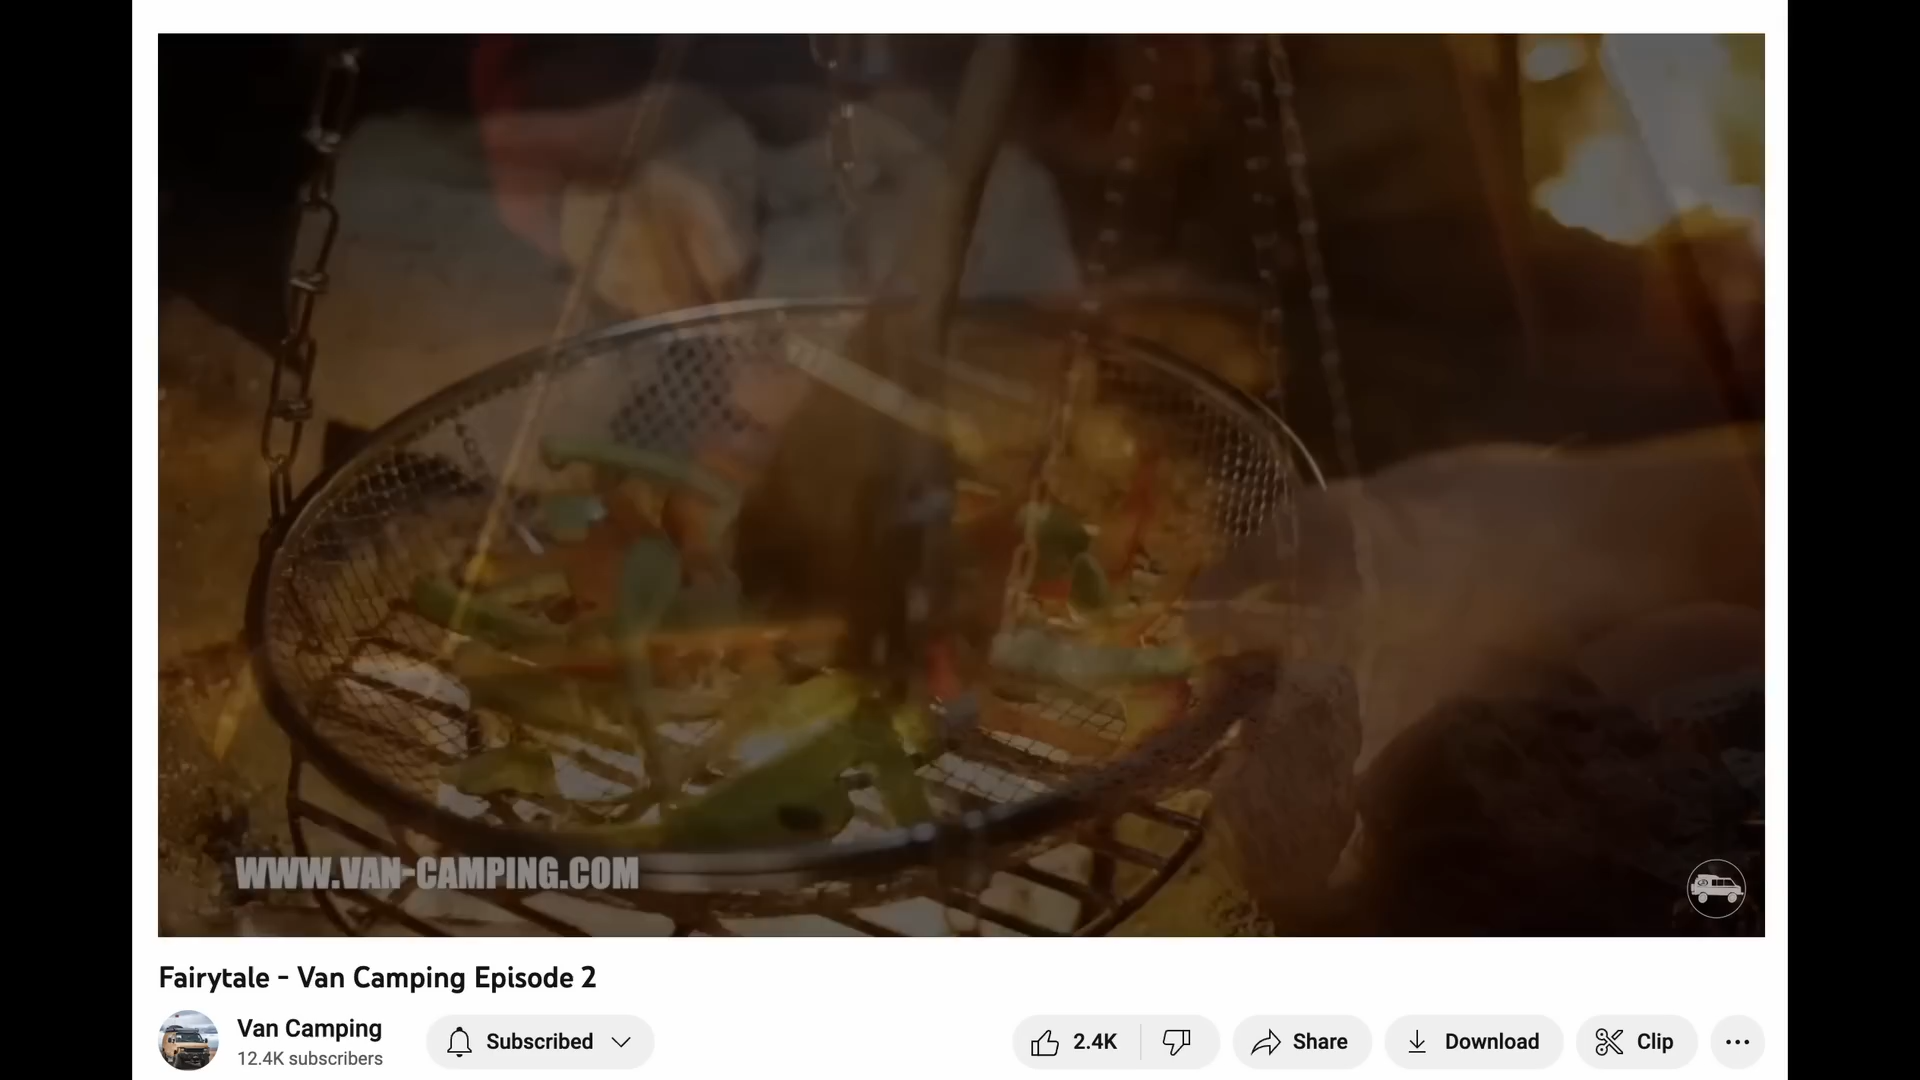 WWW.VAN-CAMPING.COM
Fairytale - Van Camping Episode 2
Van Camping
12.4K subscribers
Subscribed
2.4K
Share
Download
Clip